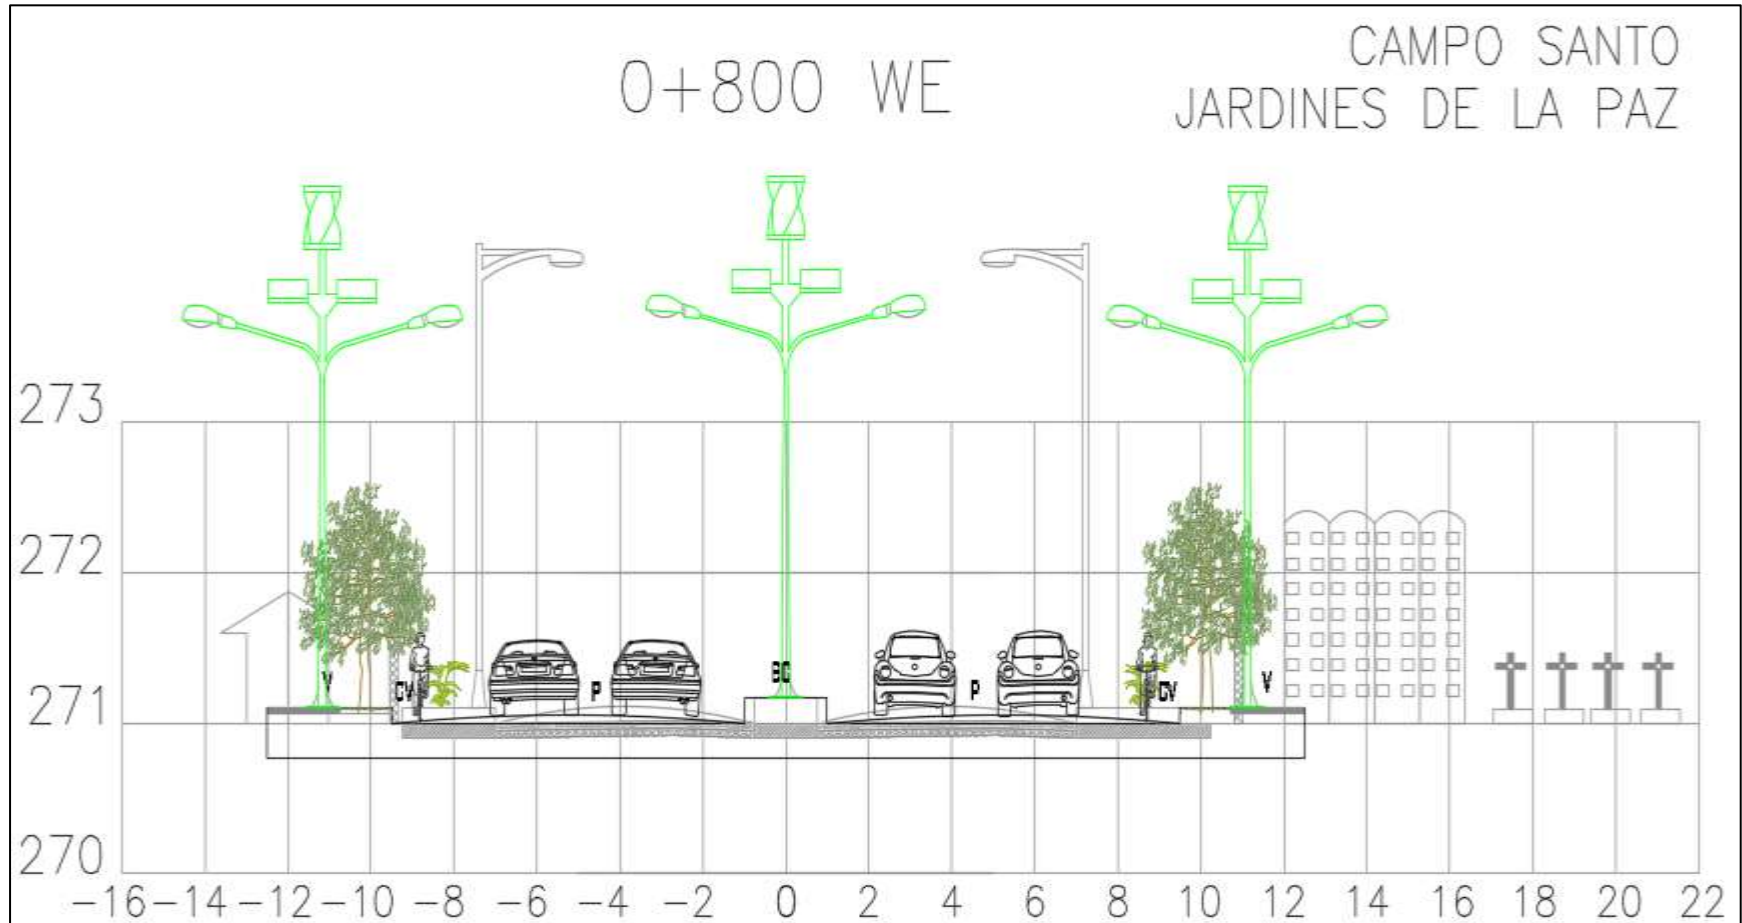 CAMPO SANTO
0+800 WE
JARDINES DE LA PAZ
273
272
V CV P BC P CV V
271
270
-16 -14 -12 -10 -8 -6 -4 -2 0 2 4 6 8 10 12 14 16 18 20 22